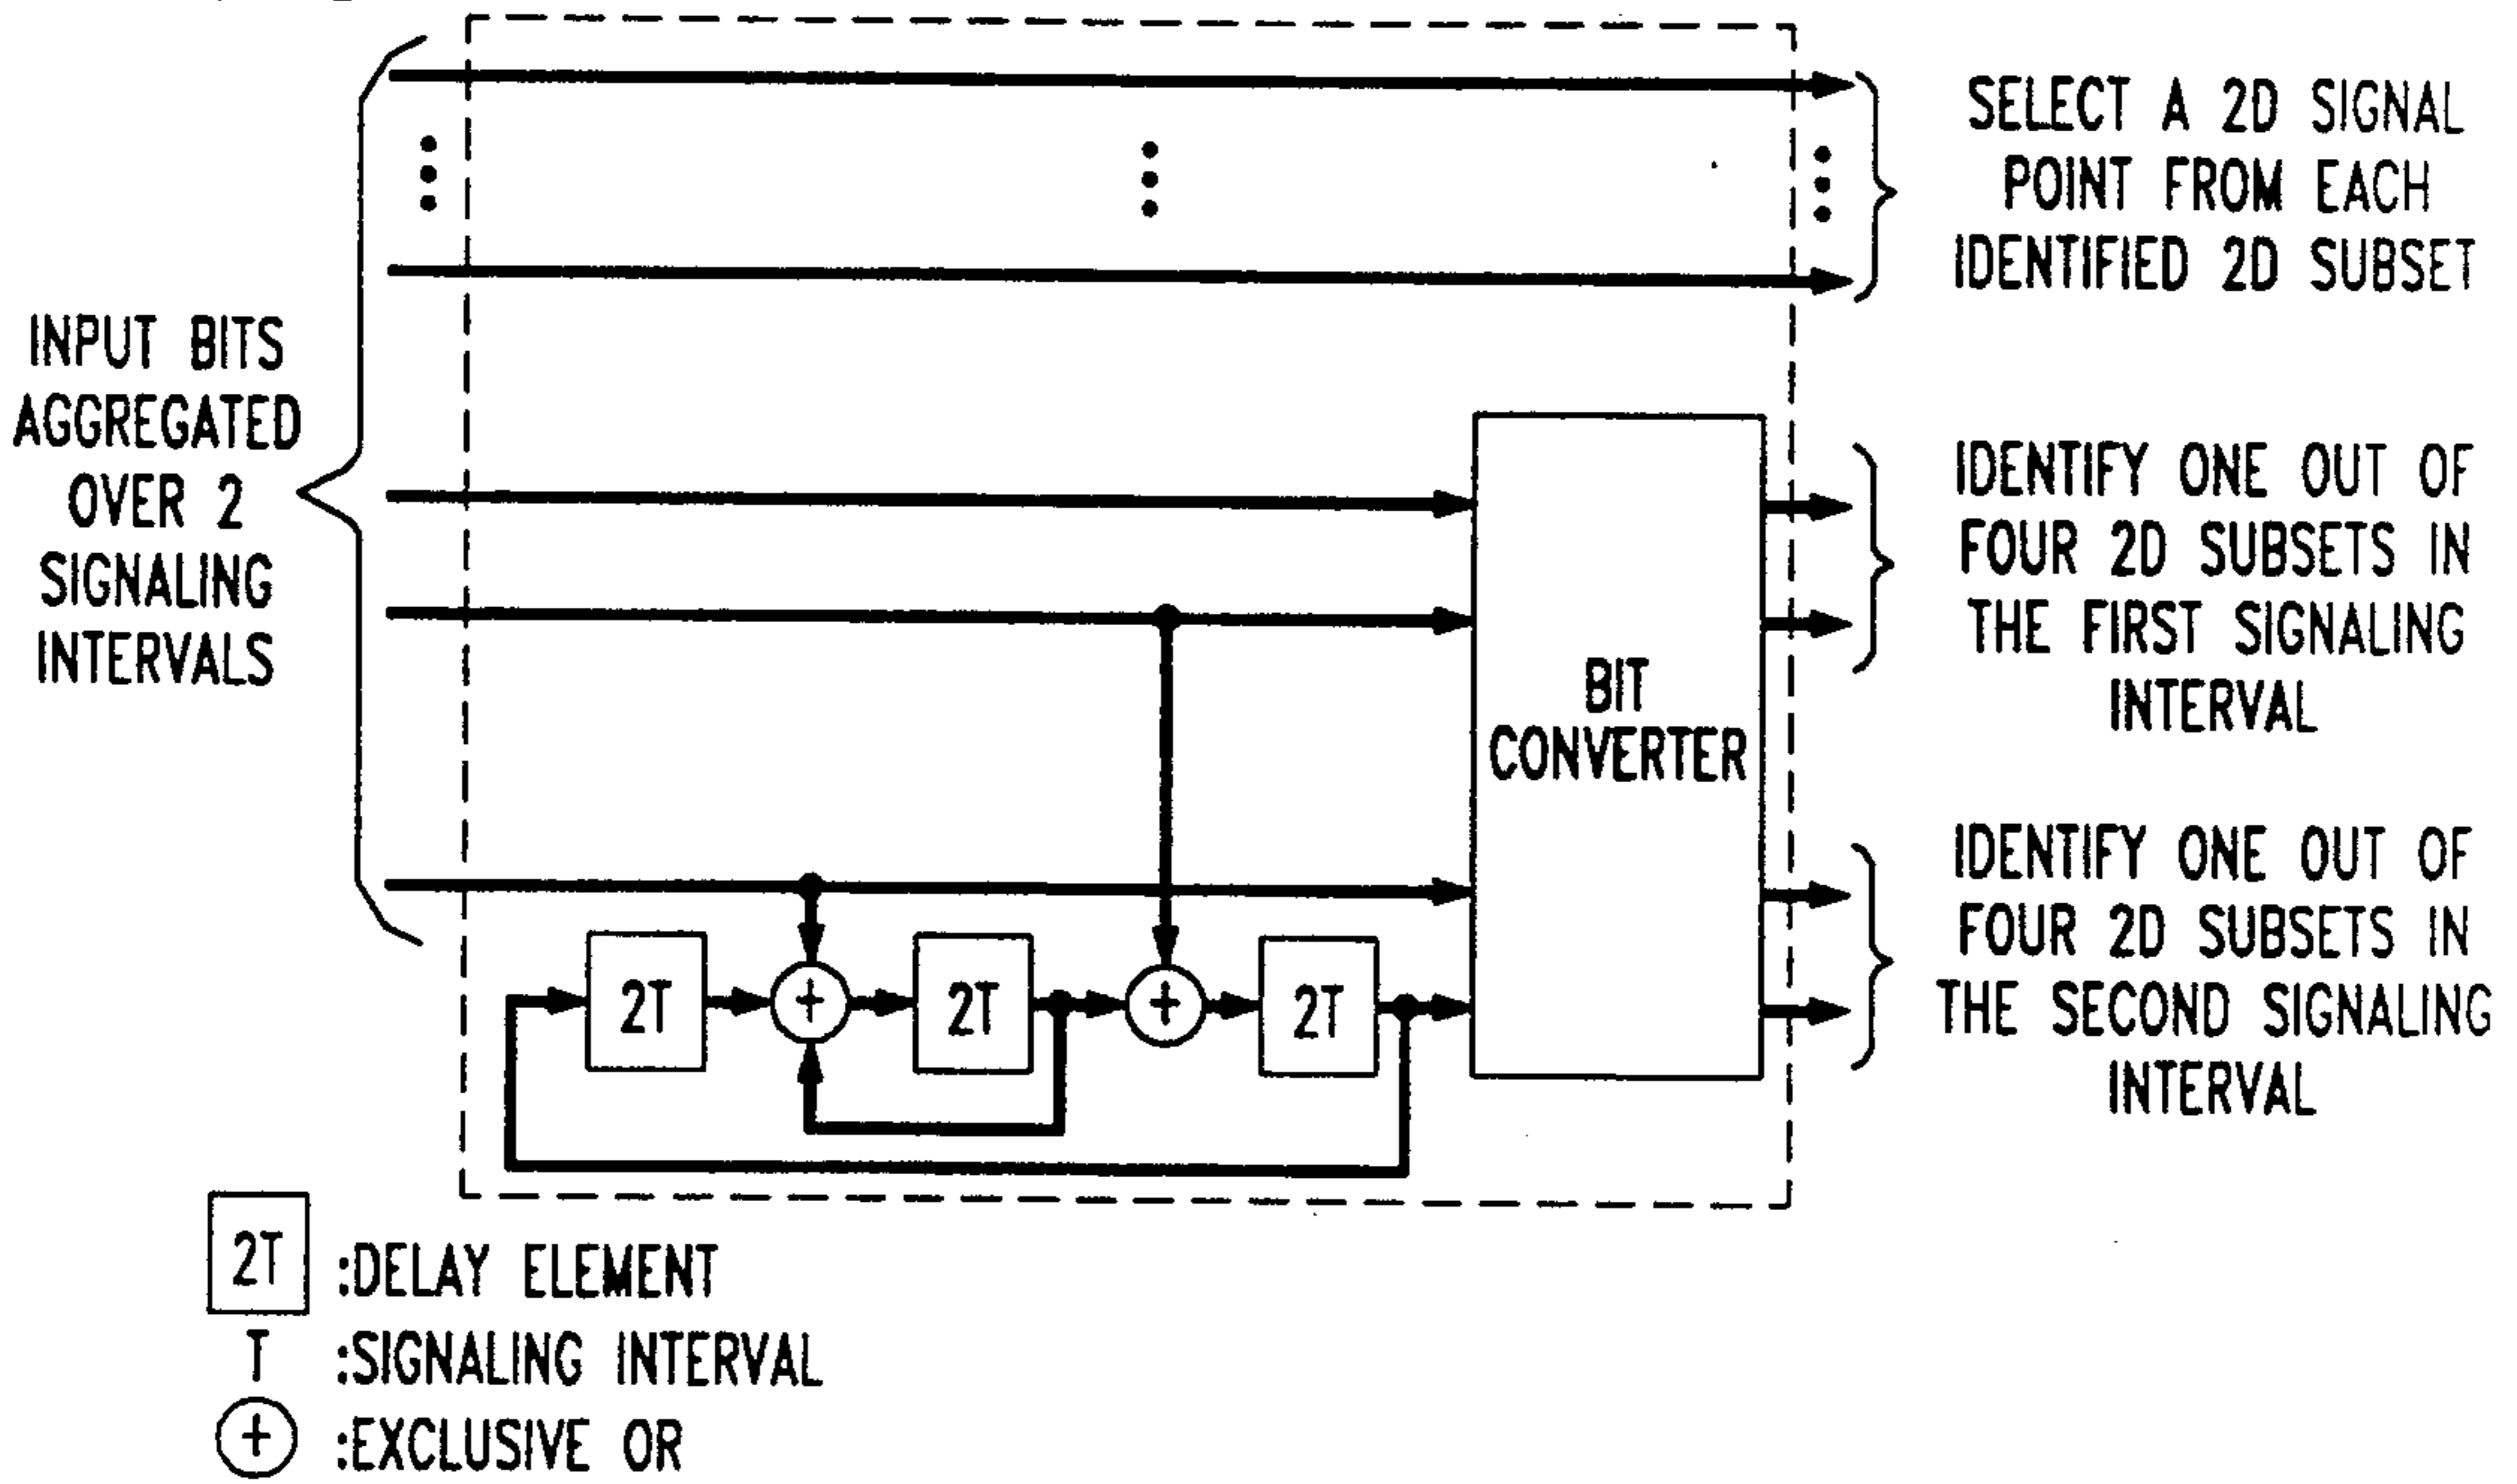 SELECT A 2D SIGNAL
POINT FROM EACH
IDENTIFIED 2D SUBSET
INPUT BITS
AGGREGATED
OVER 2
SIGNALING
INTERVALS
IDENTIFY ONE OUT OF
FOUR 2D SUBSETS IN
THE FIRST SIGNALING
INTERVAL
BIT
CONVERTER
IDENTIFY ONE OUT OF
FOUR 2D SUBSETS IN
THE SECOND SIGNALING
INTERVAL
2T
+
2T
+
2T
2T :DELAY ELEMENT
T :SIGNALING INTERVAL
+ :EXCLUSIVE OR